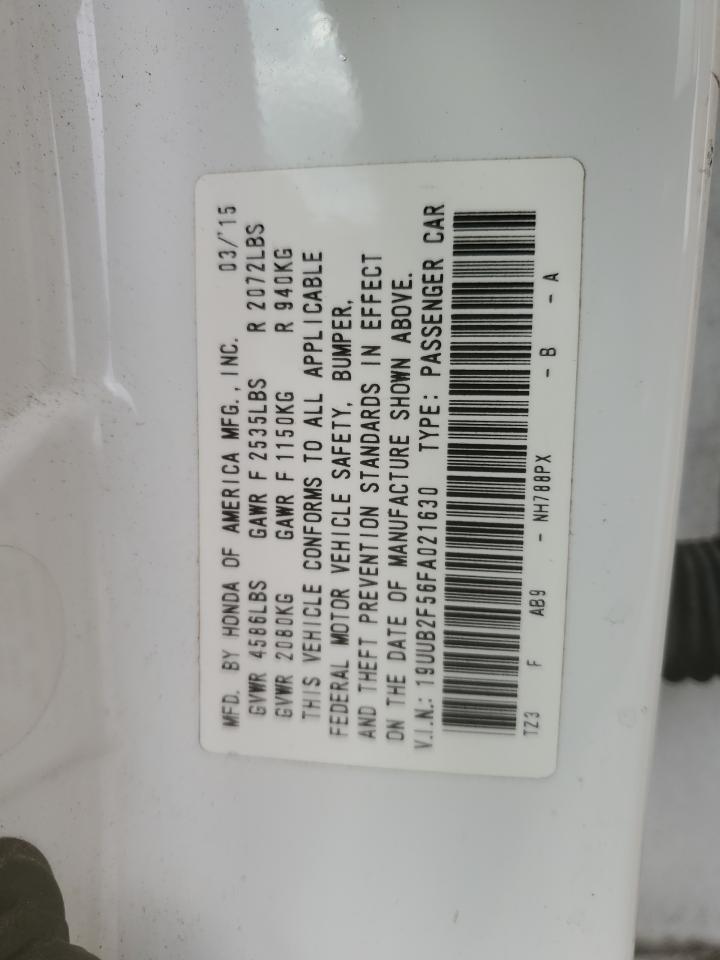 MFD. BY HONDA OF AMERICA MFG., INC. 03/'15
GVWR 4586LBS GAWR F 2535LBS R 2072LBS
GVWR 2080KG GAWR F 1150KG R 940KG
THIS VEHICLE CONFORMS TO ALL APPLICABLE
FEDERAL MOTOR VEHICLE SAFETY, BUMPER,
AND THEFT PREVENTION STANDARDS IN EFFECT
ON THE DATE OF MANUFACTURE SHOWN ABOVE.
V.I.N.: 19UUB2F56FA021630 TYPE: PASSENGER CAR
TZ3 F AB9 - NH788PX - B - A